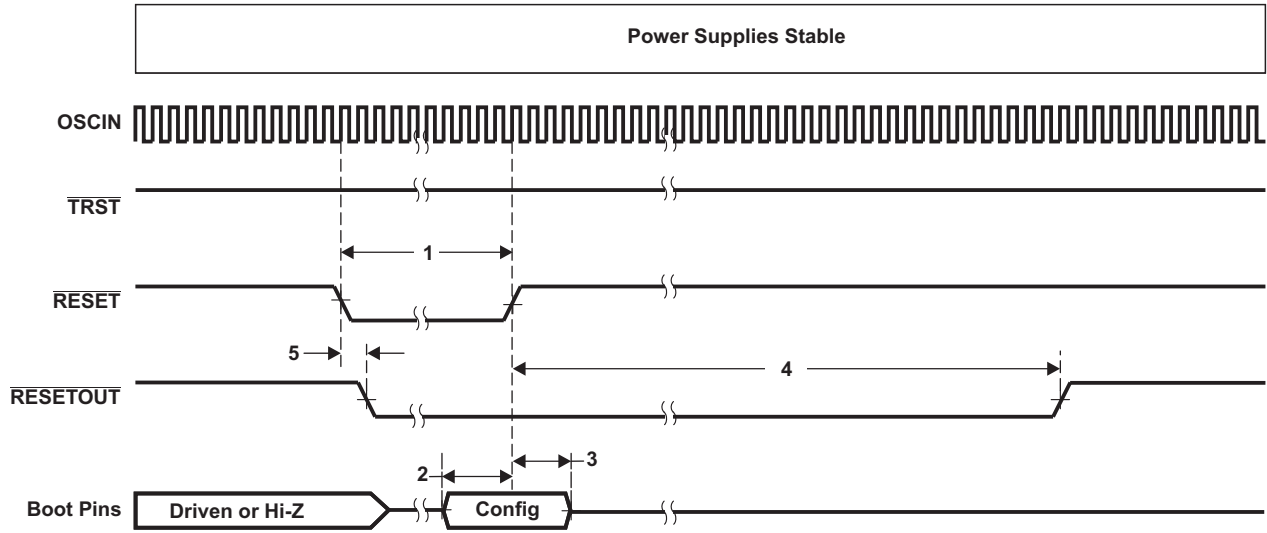 Power Supplies Stable
OSCIN
TRST
1
RESET
5
4
RESETOUT
3
2
Boot Pins
Driven or Hi-Z
Config